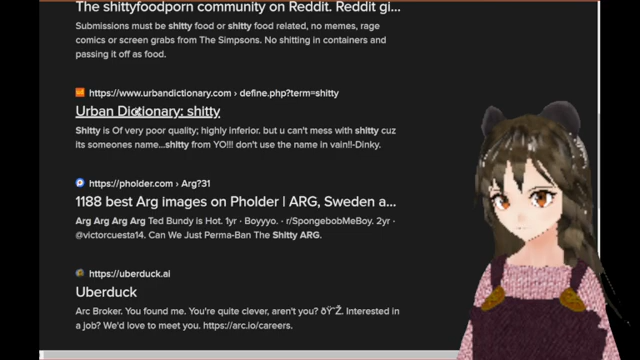 The shittyfoodporn community on Reddit. Reddit gi...
Submissions must be shitty food or shitty food related, no memes, rage
comics or screen grabs from The Simpsons. No shitting in containers and
passing it off as food.
https://www.urbandictionary.com › define.php?term=shitty
Urban Dictionary: shitty
Shitty is Of very poor quality; highly inferior. but u can't mess with shitty cuz
its someones name...shitty from YO!!! don't use the name in vain!!-Dinky.
https://pholder.com › Arg?31
1188 best Arg images on Pholder | ARG, Sweden a...
Arg Arg Arg Arg Ted Bundy is Hot. 1yr · Boyyyo. · r/SpongebobMeBoy. 2yr ·
@victorcuesta14. Can We Just Perma-Ban The Shitty ARG.
https://uberduck.ai
Uberduck
Arc Broker. You found me. You're quite clever, aren't you? ðŸ˜Ž. Interested in
a job? We'd love to meet you. https://arc.io/careers.